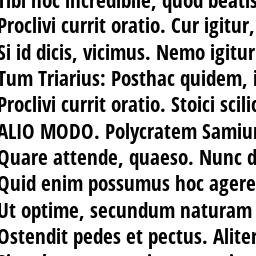 Tibi hoc incredibile, quod beatis
Proclivi currit oratio. Cur igitur,
Si id dicis, vicimus. Nemo igitur
Tum Triarius: Posthac quidem, i
Proclivi currit oratio. Stoici scilic
ALIO MODO. Polycratem Samiu
Quare attende, quaeso. Nunc d
Quid enim possumus hoc agere
Ut optime, secundum naturam
Ostendit pedes et pectus. Aliter